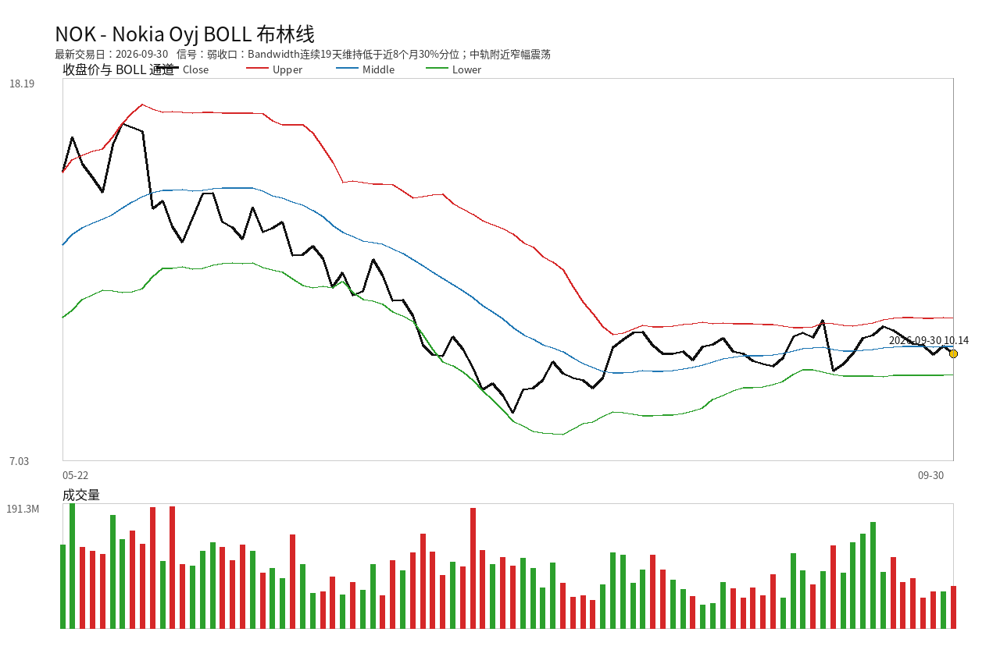 NOK - Nokia Oyj BOLL 布林线
最新交易日：2026-09-30 信号：弱收口：Bandwidth连续19天维持低于近8个月30%分位；中轨附近窄幅震荡
收盘价与 BOLL 通道 Close Upper Middle Lower
18.19
2026-09-30 10.14
7.03
05-22 09-30
成交量
191.3M